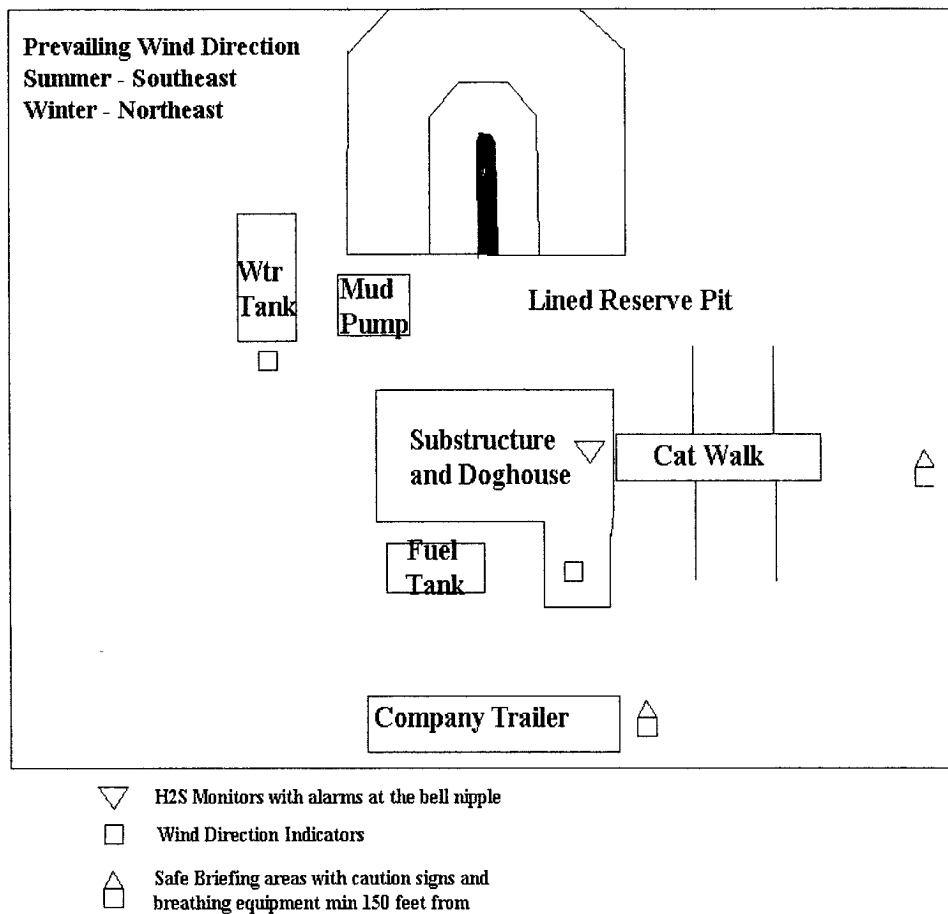 Prevailing Wind Direction
Summer - Southeast
Winter - Northeast
Wtr
Tank
Mud
Pump
Lined Reserve Pit
Substructure
and Doghouse
Cat Walk
Fuel
Tank
Company Trailer
H2S Monitors with alarms at the bell nipple
Wind Direction Indicators
Safe Briefing areas with caution signs and
breathing equipment min 150 feet from